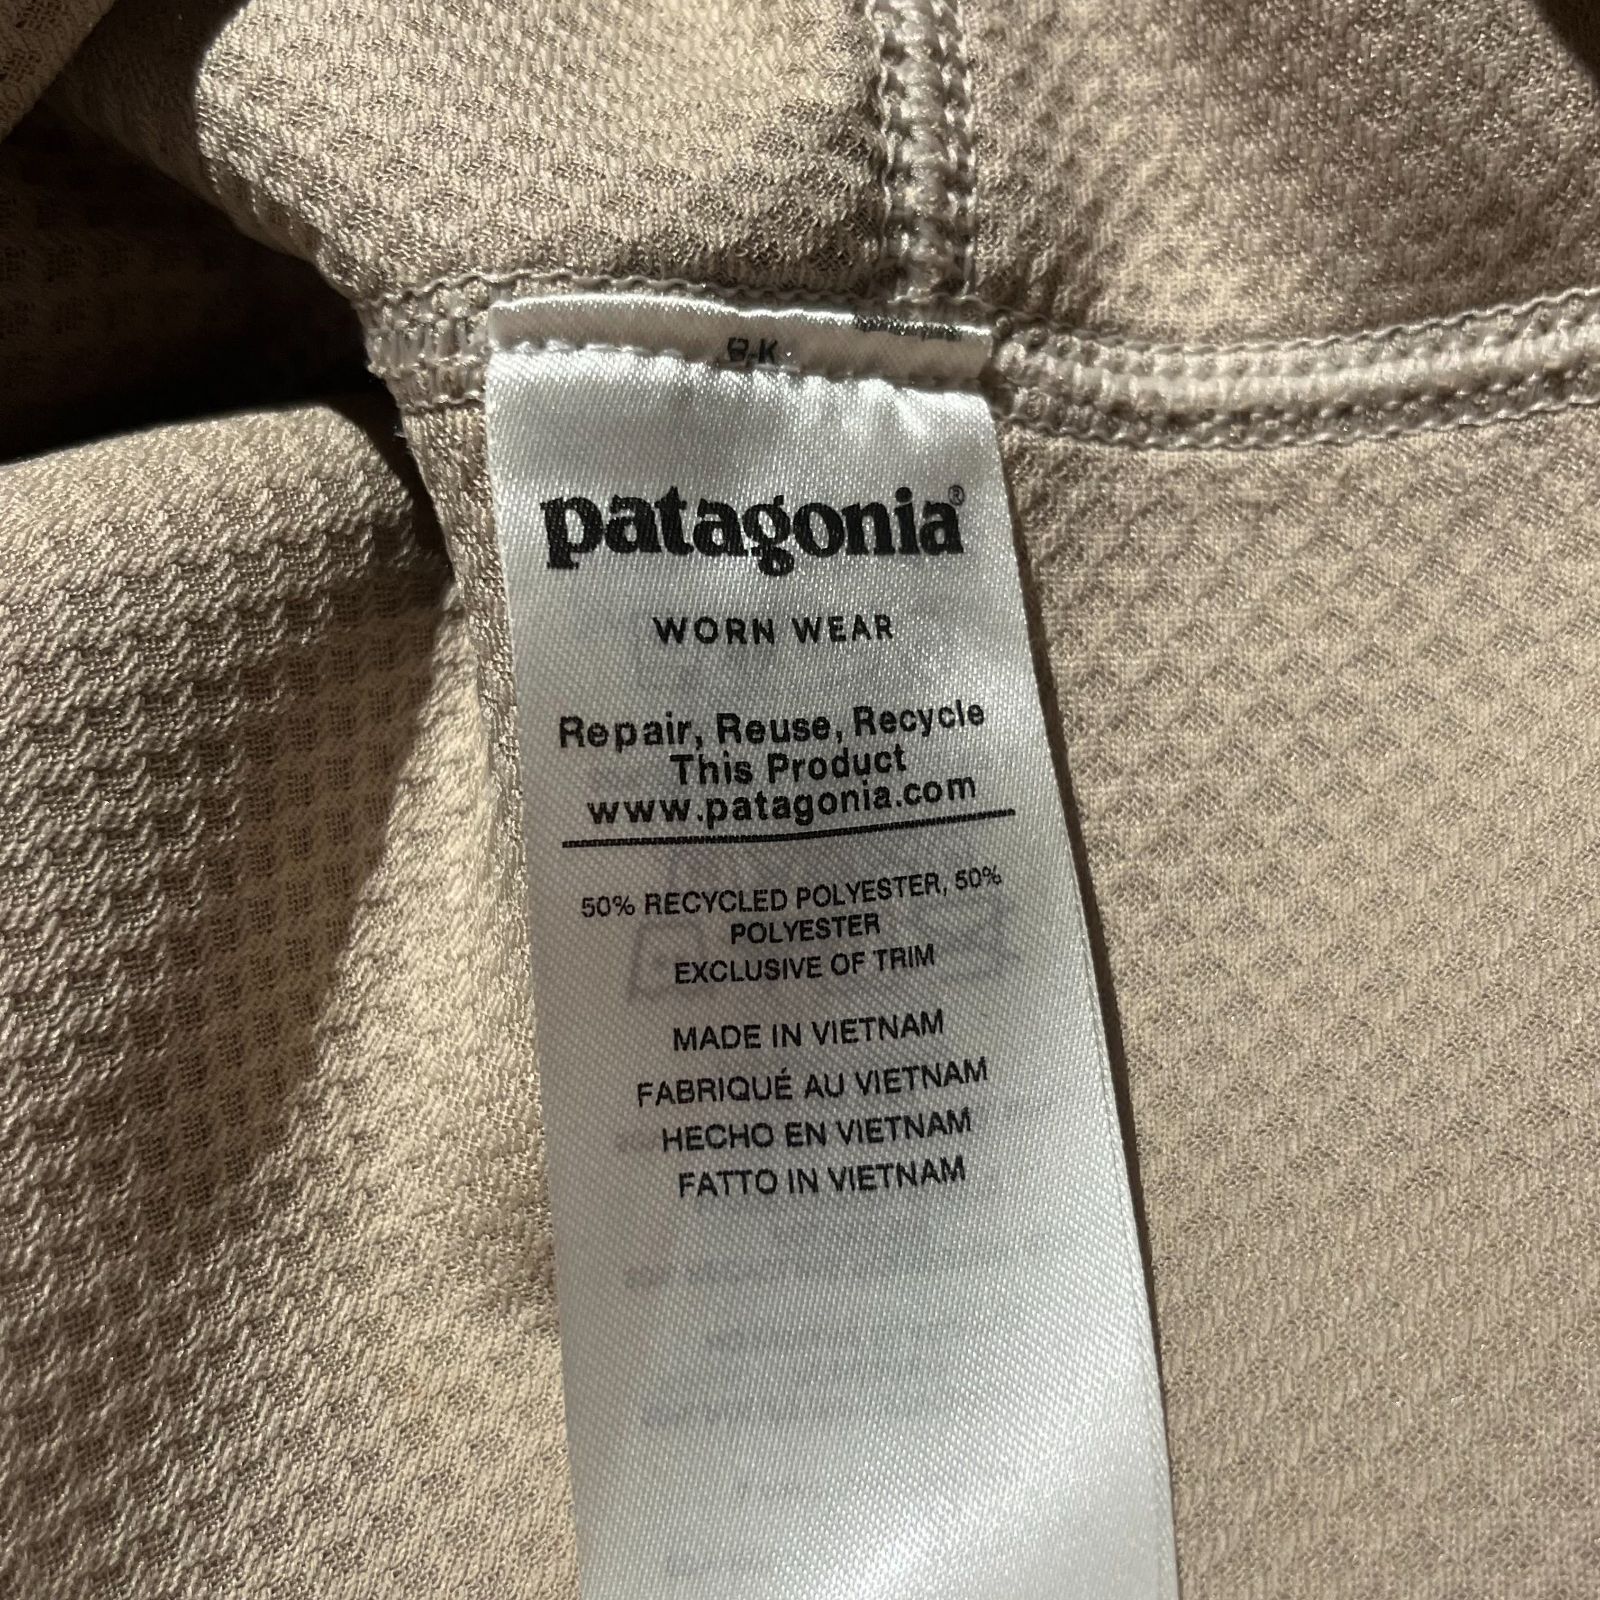 patagonia®
WORN WEAR
Repair, Reuse, Recycle
This Product
www.patagonia.com
50% RECYCLED POLYESTER, 50%
POLYESTER
EXCLUSIVE OF TRIM
MADE IN VIETNAM
FABRIQUÉ AU VIETNAM
HECHO EN VIETNAM
FATTO IN VIETNAM